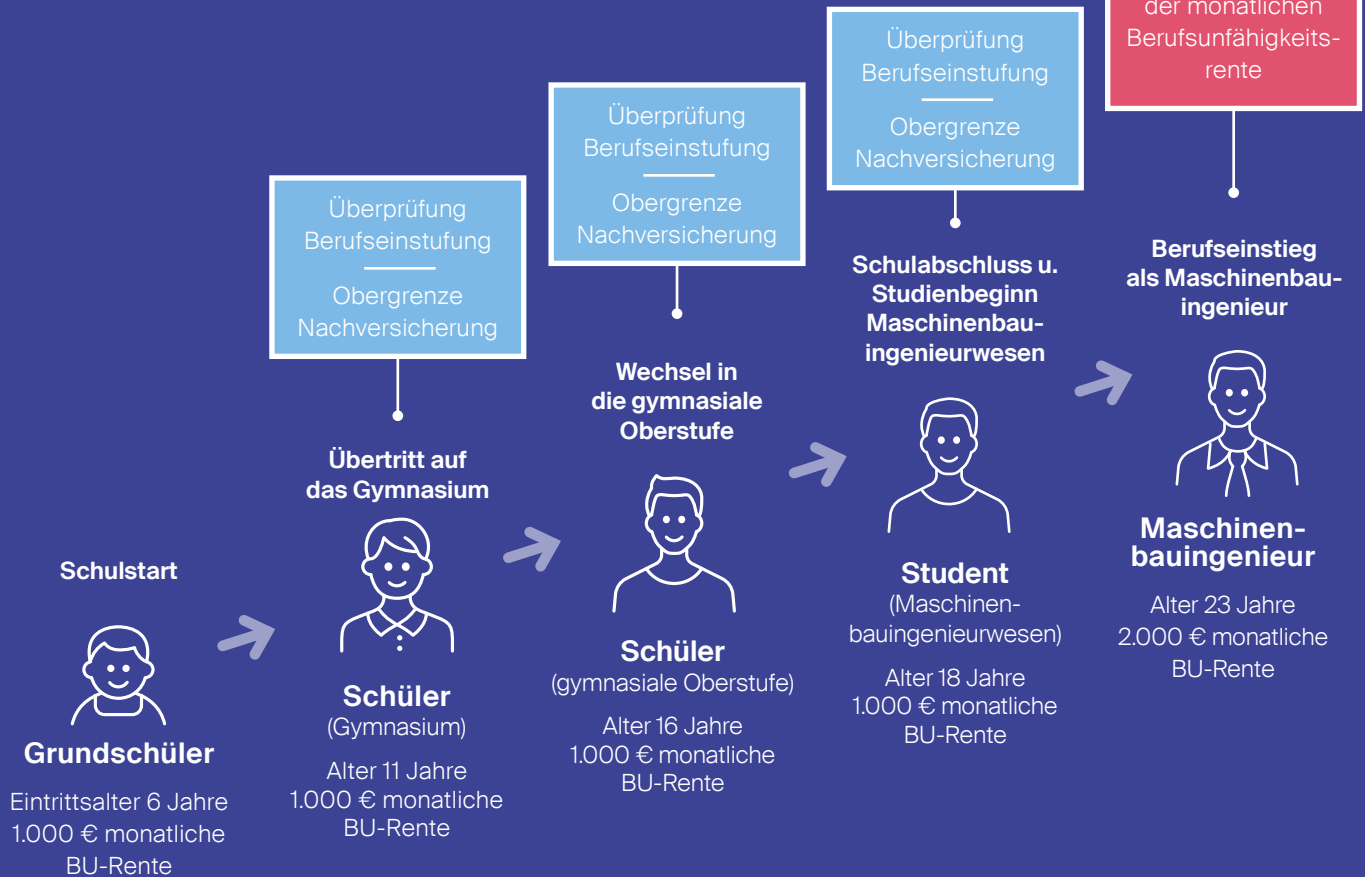 Schulstart
Grundschüler
Eintrittsalter 6 Jahre
1.000 € monatliche
BU-Rente
Überprüfung
Berufseinstufung
Obergrenze
Nachversicherung
Übertritt auf
das Gymnasium
Schüler
(Gymnasium)
Alter 11 Jahre
1.000 € monatliche
BU-Rente
Überprüfung
Berufseinstufung
Obergrenze
Nachversicherung
Wechsel in
die gymnasiale
Oberstufe
Schüler
(gymnasiale Oberstufe)
Alter 16 Jahre
1.000 € monatliche
BU-Rente
Überprüfung
Berufseinstufung
Obergrenze
Nachversicherung
Schulabschluss u.
Studienbeginn
Maschinenbau-
ingenieurwesen
Student
(Maschinen-
bauingenieurwesen)
Alter 18 Jahre
1.000 € monatliche
BU-Rente
der monatlichen
Berufsunfähigkeits-
rente
Berufseinstieg
als Maschinenbau-
ingenieur
Maschinen-
bauingenieur
Alter 23 Jahre
2.000 € monatliche
BU-Rente